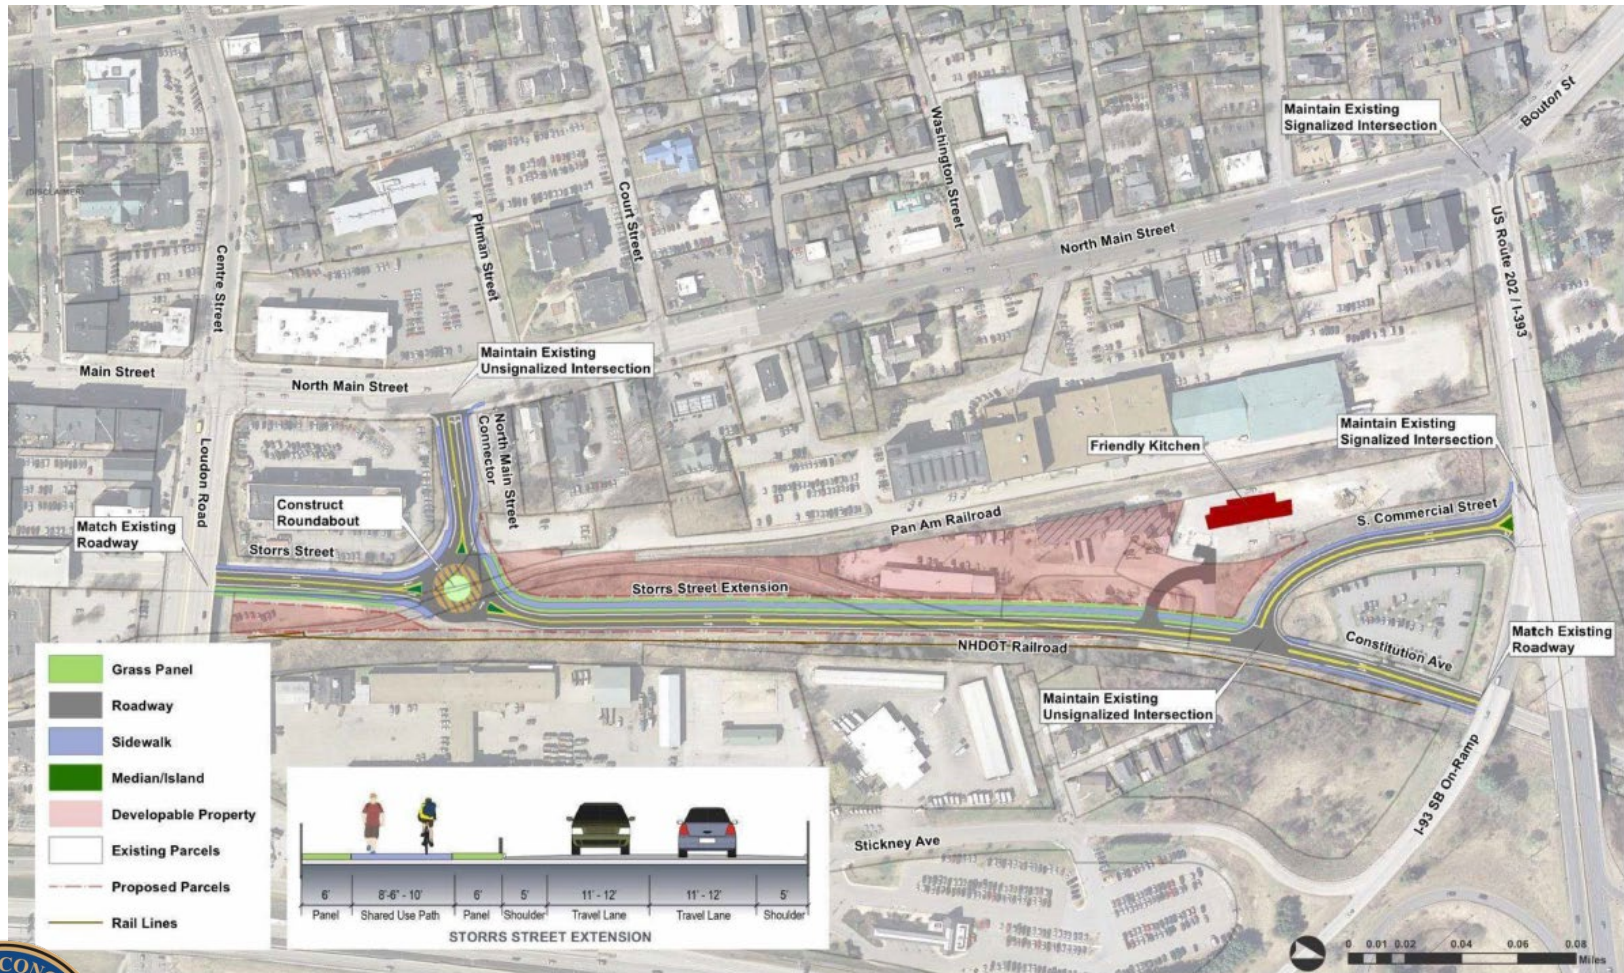 Maintain Existing
Signalized Intersection
Bouton St
Washington Street
(DISCLAIMER)
Court Street
Pitman Street
Centre Street
North Main Street
US Route 202 / I-393
Main Street
North Main Street
Maintain Existing
Unsignalized Intersection
North Main Street
Connector
Loudon Road
Maintain Existing
Signalized Intersection
Friendly Kitchen
Construct
Roundabout
Match Existing
Roadway
Pan Am Railroad
S. Commercial Street
Storrs Street
Storrs Street Extension
NHDOT Railroad
Constitution Ave
Match Existing
Roadway
Maintain Existing
Unsignalized Intersection
I-93 SB On-Ramp
Stickney Ave
Grass Panel
Roadway
Sidewalk
Median/Island
Developable Property
Existing Parcels
Proposed Parcels
Rail Lines
6' 8'-6" - 10' 6' 5' 11' - 12' 11' - 12' 5'
Panel Shared Use Path Panel Shoulder Travel Lane Travel Lane Shoulder
STORRS STREET EXTENSION
0 0.01 0.02 0.04 0.06 0.08
Miles
CONC